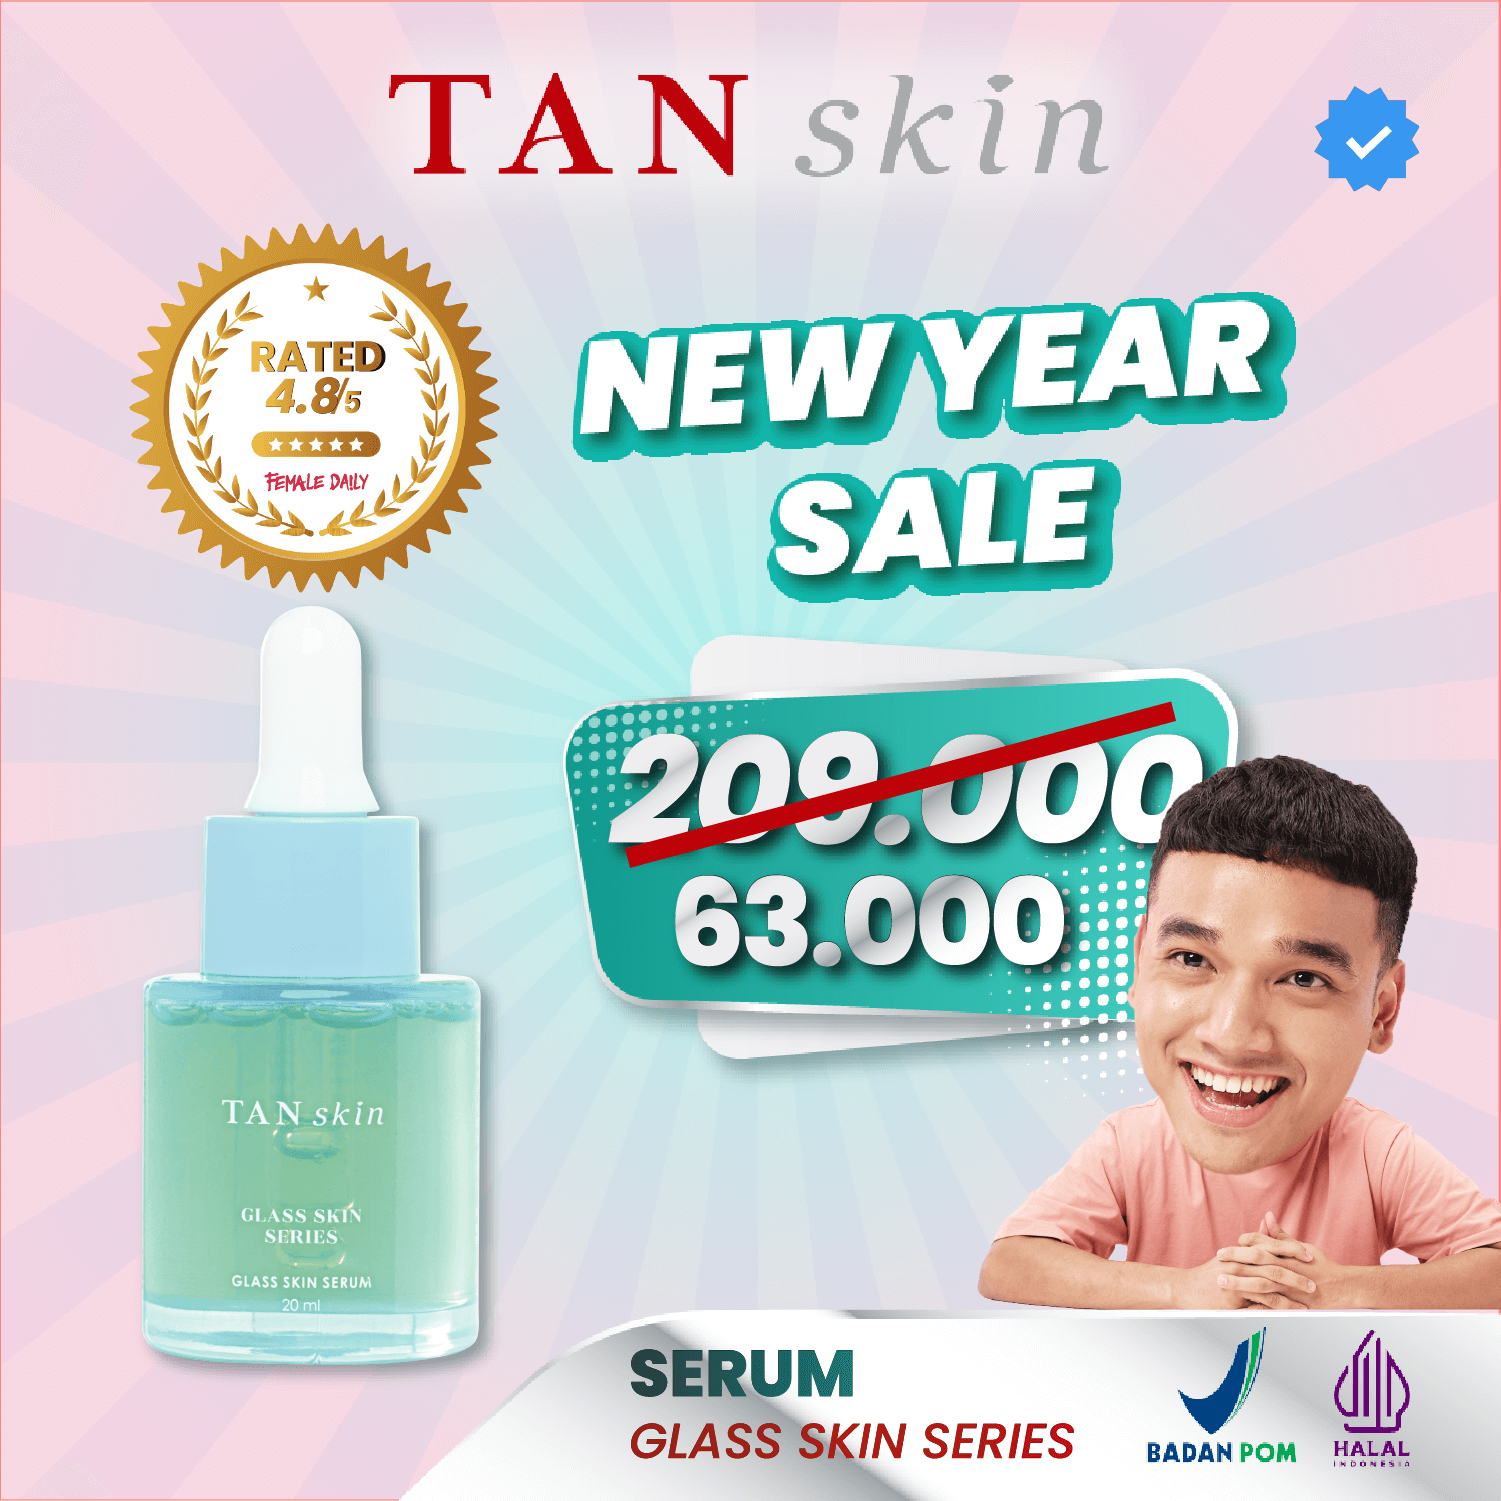 TAN skin
RATED
4.8/5
FEMALE DAILY
NEW YEAR
SALE
209.000
63.000
TAN skin
GLASS SKIN
SERIES
GLASS SKIN SERUM
20 ml
SERUM
GLASS SKIN SERIES
BADAN POM
HALAL
INDONESIA